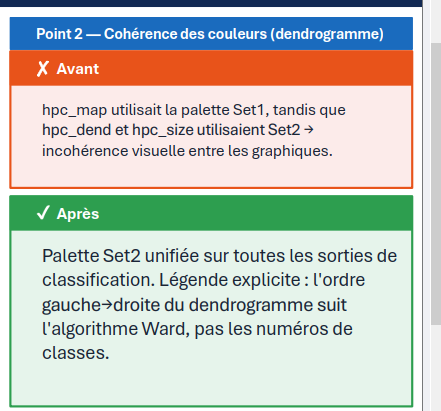 Point 2 — Cohérence des couleurs (dendrogramme)
✗ Avant
hpc_map utilisait la palette Set1, tandis que
hpc_dend et hpc_size utilisaient Set2 →
incohérence visuelle entre les graphiques.
✓ Après
Palette Set2 unifiée sur toutes les sorties de
classification. Légende explicite : l'ordre
gauche→droite du dendrogramme suit
l'algorithme Ward, pas les numéros de
classes.